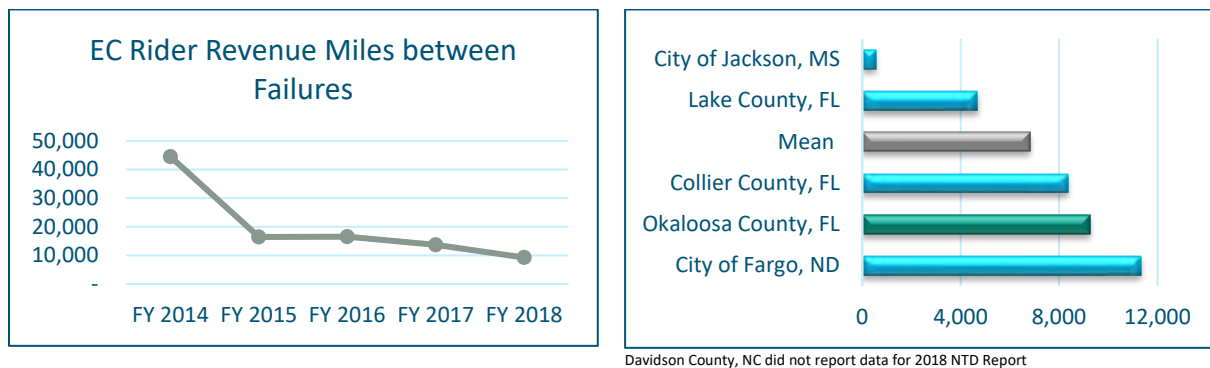 EC Rider Revenue Miles between
Failures
50,000
40,000
30,000
20,000
10,000
-
FY 2014 FY 2015 FY 2016 FY 2017 FY 2018
City of Jackson, MS
Lake County, FL
Mean
Collier County, FL
Okaloosa County, FL
City of Fargo, ND
0 4,000 8,000 12,000
Davidson County, NC did not report data for 2018 NTD Report